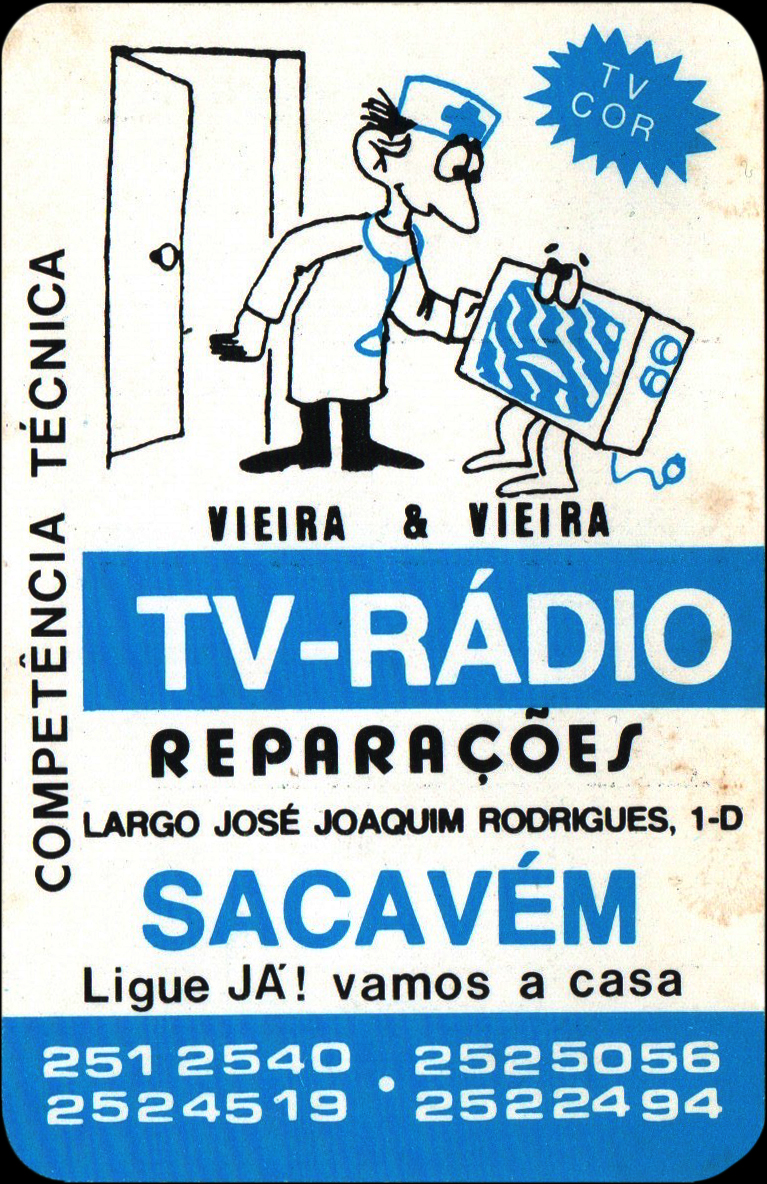 TV
COR
COMPETÊNCIA TÉCNICA
VIEIRA & VIEIRA
TV-RÁDIO
REPARAÇÕES
LARGO JOSÉ JOAQUIM RODRIGUES, 1-D
SACAVÉM
Ligue JÁ! vamos a casa
251 2540 • 2525056
2524519 2522494